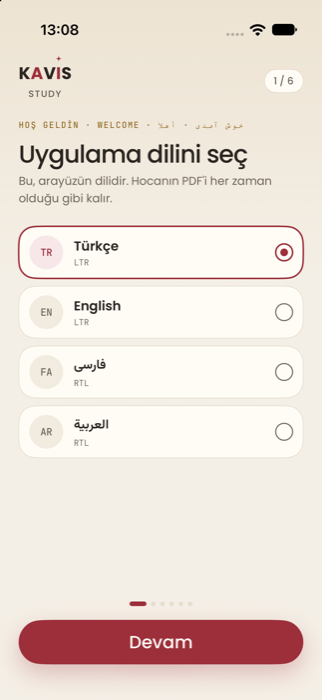 13:08
KAVIS
STUDY
1 / 6
HOŞ GELDİN · WELCOME · أهلا · خوش آمدی
Uygulama dilini seç
Bu, arayüzün dilidir. Hocanın PDF'i her zaman
olduğu gibi kalır.
TR
Türkçe
LTR
EN
English
LTR
FA
فارسی
RTL
AR
العربية
RTL
Devam